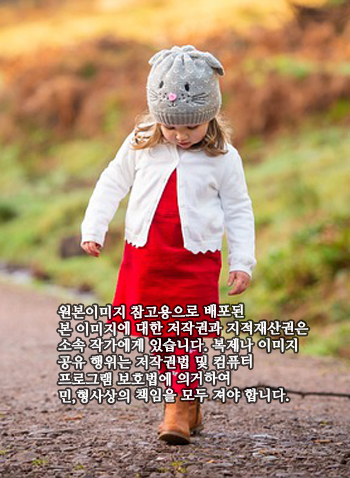 원본이미지 참고용으로 배포된
본 이미지에 대한 저작권과 지적재산권은
소속 작가에게 있습니다. 복제나 이미지
공유 행위는 저작권법 및 컴퓨터
프로그램 보호법에 의거하여
민,형사상의 책임을 모두 져야 합니다.